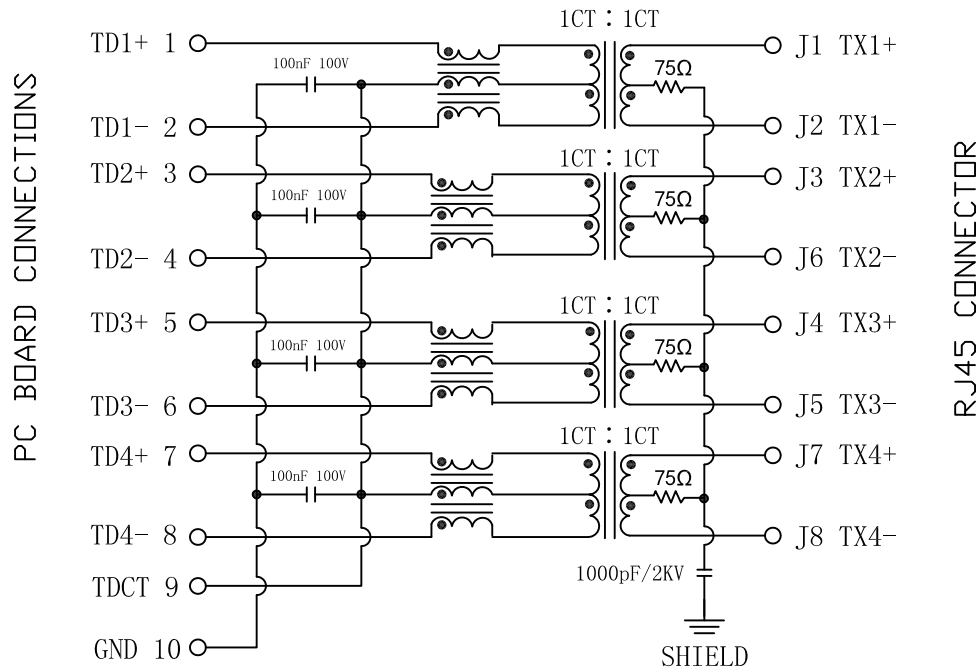 PC BOARD CONNECTIONS
1CT : 1CT
TD1+ 1
100nF 100V
75Ω
J1 TX1+
TD1- 2
J2 TX1-
1CT : 1CT
TD2+ 3
100nF 100V
75Ω
J3 TX2+
TD2- 4
J6 TX2-
1CT : 1CT
TD3+ 5
100nF 100V
75Ω
J4 TX3+
TD3- 6
J5 TX3-
1CT : 1CT
TD4+ 7
100nF 100V
75Ω
J7 TX4+
TD4- 8
J8 TX4-
TDCT 9
1000pF/2KV
GND 10
SHIELD
RJ45 CONNECTOR